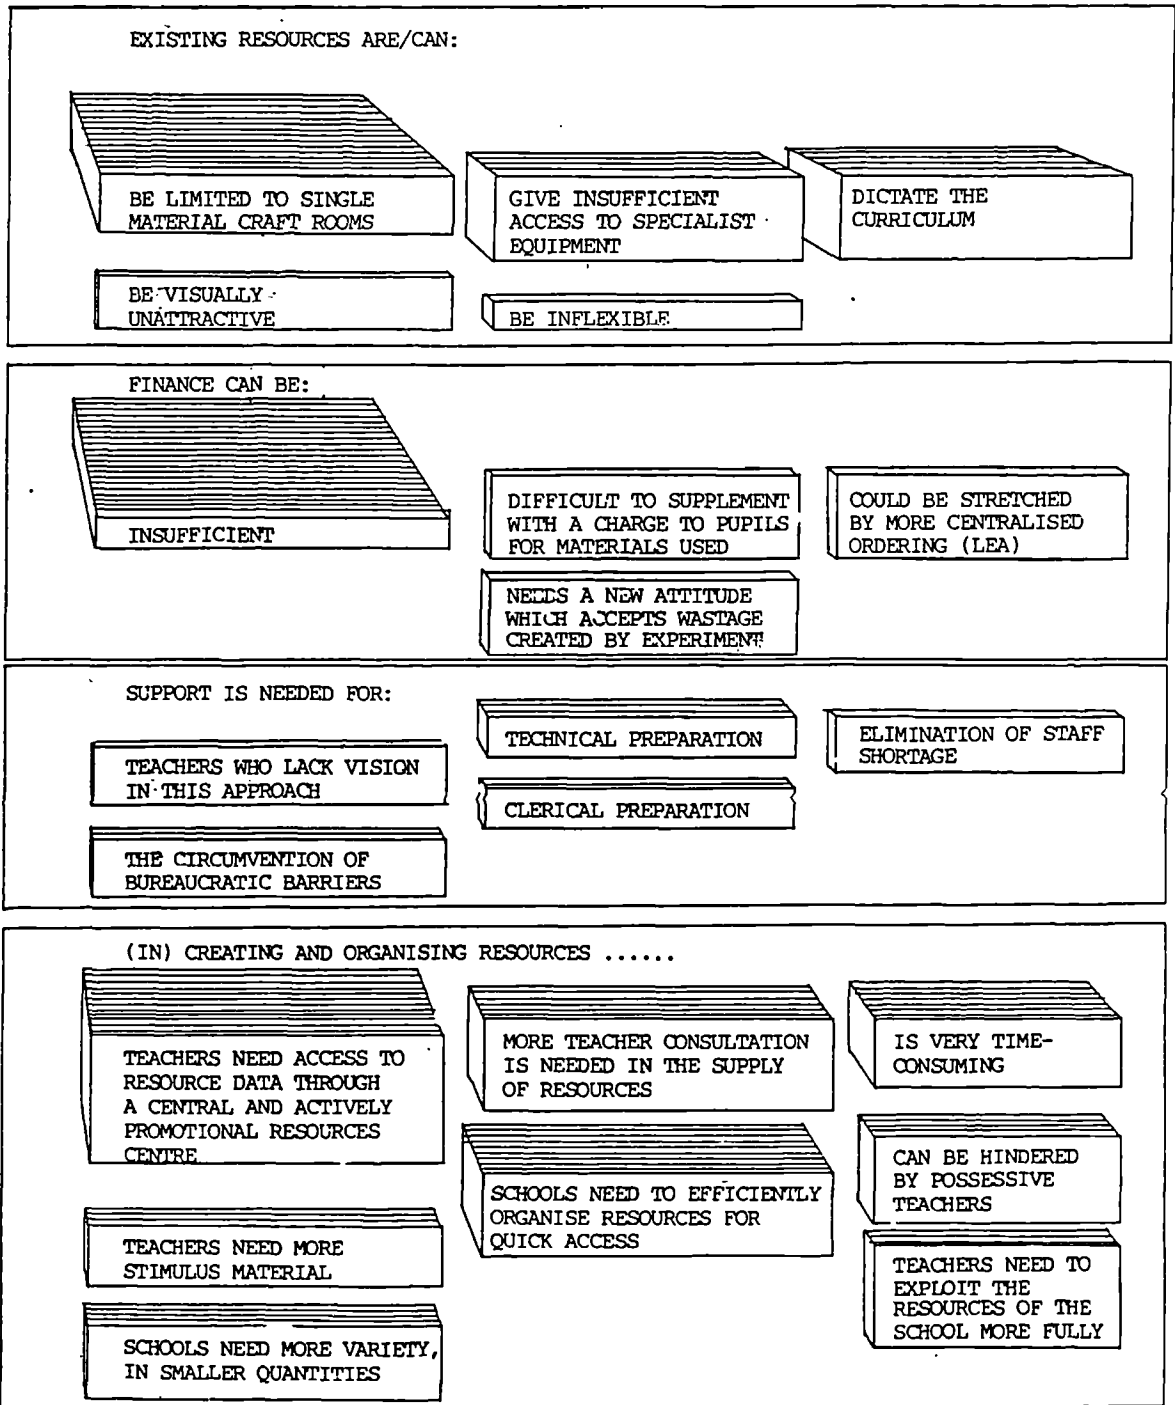 EXISTING RESOURCES ARE/CAN:
BE LIMITED TO SINGLE
MATERIAL CRAFT ROOMS
GIVE INSUFFICIENT
ACCESS TO SPECIALIST
EQUIPMENT
DICTATE THE
CURRICULUM
BE VISUALLY
UNATTRACTIVE
BE INFLEXIBLE
FINANCE CAN BE:
INSUFFICIENT
DIFFICULT TO SUPPLEMENT
WITH A CHARGE TO PUPILS
FOR MATERIALS USED
COULD BE STRETCHED
BY MORE CENTRALISED
ORDERING (LEA)
NEEDS A NEW ATTITUDE
WHICH ACCEPTS WASTAGE
CREATED BY EXPERIMENT
SUPPORT IS NEEDED FOR:
TEACHERS WHO LACK VISION
IN THIS APPROACH
TECHNICAL PREPARATION
ELIMINATION OF STAFF
SHORTAGE
CLERICAL PREPARATION
THE CIRCUMVENTION OF
BUREAUCRATIC BARRIERS
(IN) CREATING AND ORGANISING RESOURCES ......
TEACHERS NEED ACCESS TO
RESOURCE DATA THROUGH
A CENTRAL AND ACTIVELY
PROMOTIONAL RESOURCES
CENTRE
MORE TEACHER CONSULTATION
IS NEEDED IN THE SUPPLY
OF RESOURCES
IS VERY TIME-
CONSUMING
SCHOOLS NEED TO EFFICIENTLY
ORGANISE RESOURCES FOR
QUICK ACCESS
CAN BE HINDERED
BY POSSESSIVE
TEACHERS
TEACHERS NEED MORE
STIMULUS MATERIAL
TEACHERS NEED TO
EXPLOIT THE
RESOURCES OF THE
SCHOOL MORE FULLY
SCHOOLS NEED MORE VARIETY,
IN SMALLER QUANTITIES